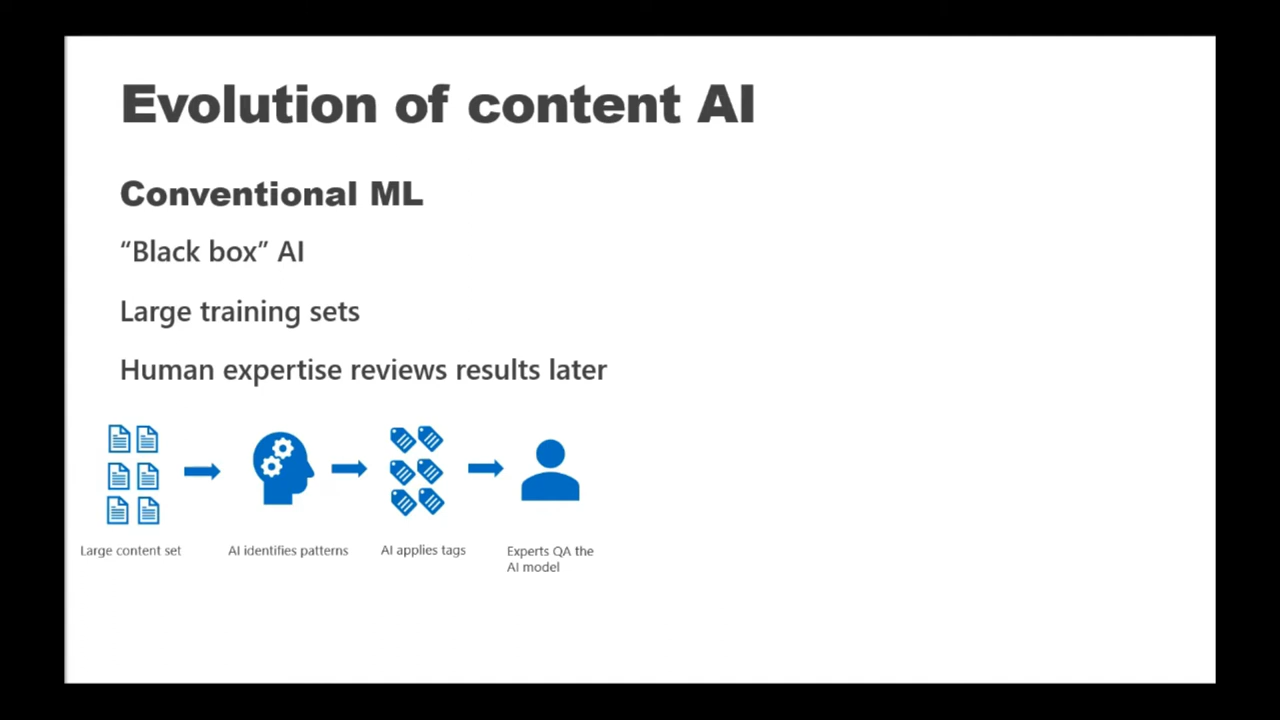 Evolution of content AI
Conventional ML
“Black box” AI
Large training sets
Human expertise reviews results later
Large content set
AI identifies patterns
AI applies tags
Experts QA the
AI model